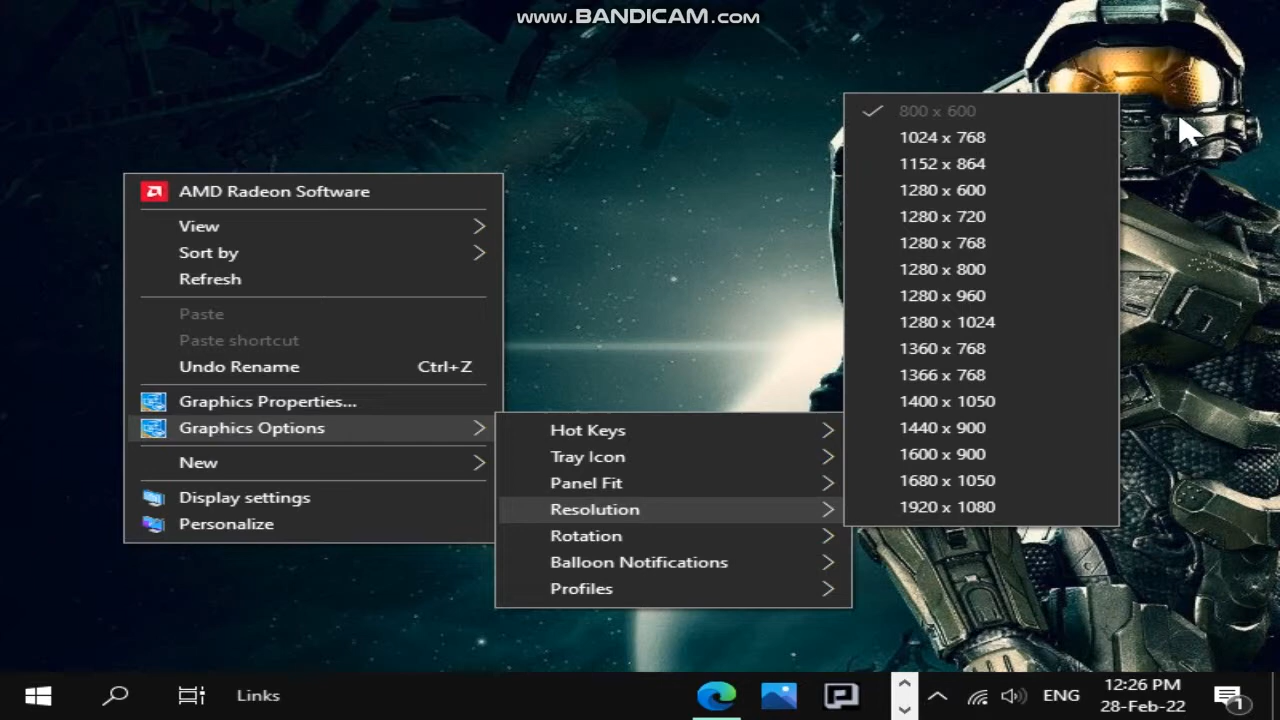 www.BANDICAM.com
AMD Radeon Software
View
Sort by
Refresh
Paste
Paste shortcut
Undo Rename Ctrl+Z
Graphics Properties...
Graphics Options
New
Display settings
Personalize
Hot Keys
Tray Icon
Panel Fit
Resolution
Rotation
Balloon Notifications
Profiles
800 x 600
1024 x 768
1152 x 864
1280 x 600
1280 x 720
1280 x 768
1280 x 800
1280 x 960
1280 x 1024
1360 x 768
1366 x 768
1400 x 1050
1440 x 900
1600 x 900
1680 x 1050
1920 x 1080
Links
ENG
12:26 PM
28-Feb-22
1